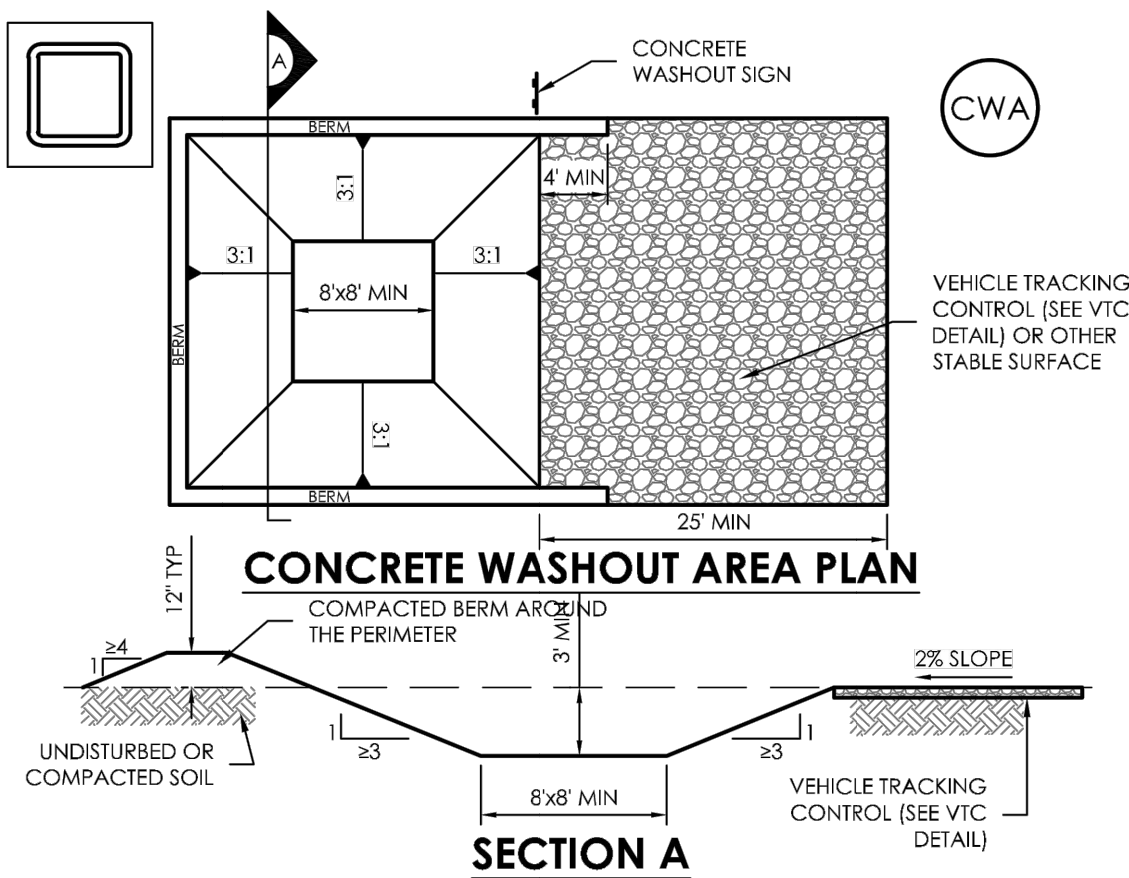 A
CONCRETE
WASHOUT SIGN
CWA
BERM
4' MIN
3:1
3:1
3:1
8'x8' MIN
BERM
VEHICLE TRACKING
CONTROL (SEE VTC
DETAIL) OR OTHER
STABLE SURFACE
3:1
BERM
25' MIN
CONCRETE WASHOUT AREA PLAN
12" TYP
COMPACTED BERM AROUND
THE PERIMETER
3' MIN
1
≥4
2% SLOPE
1
≥3
≥3
1
UNDISTURBED OR
COMPACTED SOIL
8'x8' MIN
VEHICLE TRACKING
CONTROL (SEE VTC
DETAIL)
SECTION A